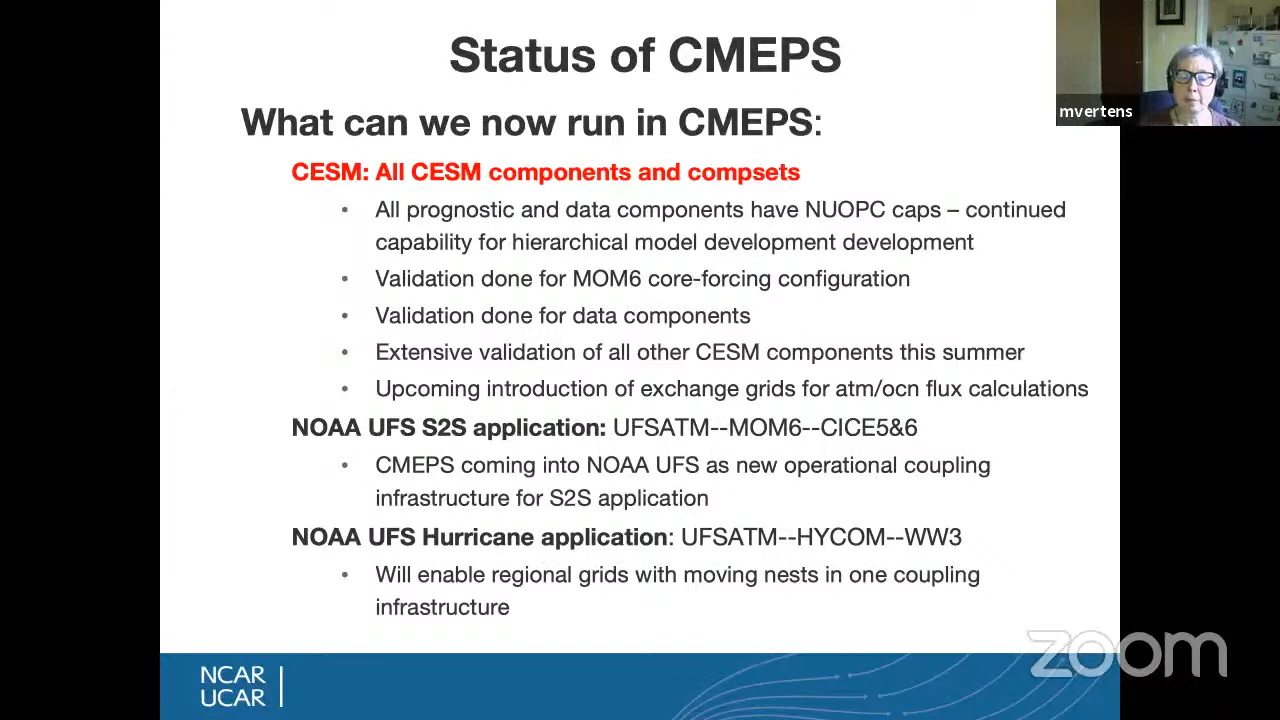 Status of CMEPS
mvertens
What can we now run in CMEPS:
CESM: All CESM components and compsets
• All prognostic and data components have NUOPC caps – continued
capability for hierarchical model development development
• Validation done for MOM6 core-forcing configuration
• Validation done for data components
• Extensive validation of all other CESM components this summer
• Upcoming introduction of exchange grids for atm/ocn flux calculations
NOAA UFS S2S application: UFSATM--MOM6--CICE5&6
• CMEPS coming into NOAA UFS as new operational coupling
infrastructure for S2S application
NOAA UFS Hurricane application: UFSATM--HYCOM--WW3
• Will enable regional grids with moving nests in one coupling
infrastructure
zoom
NCAR
UCAR